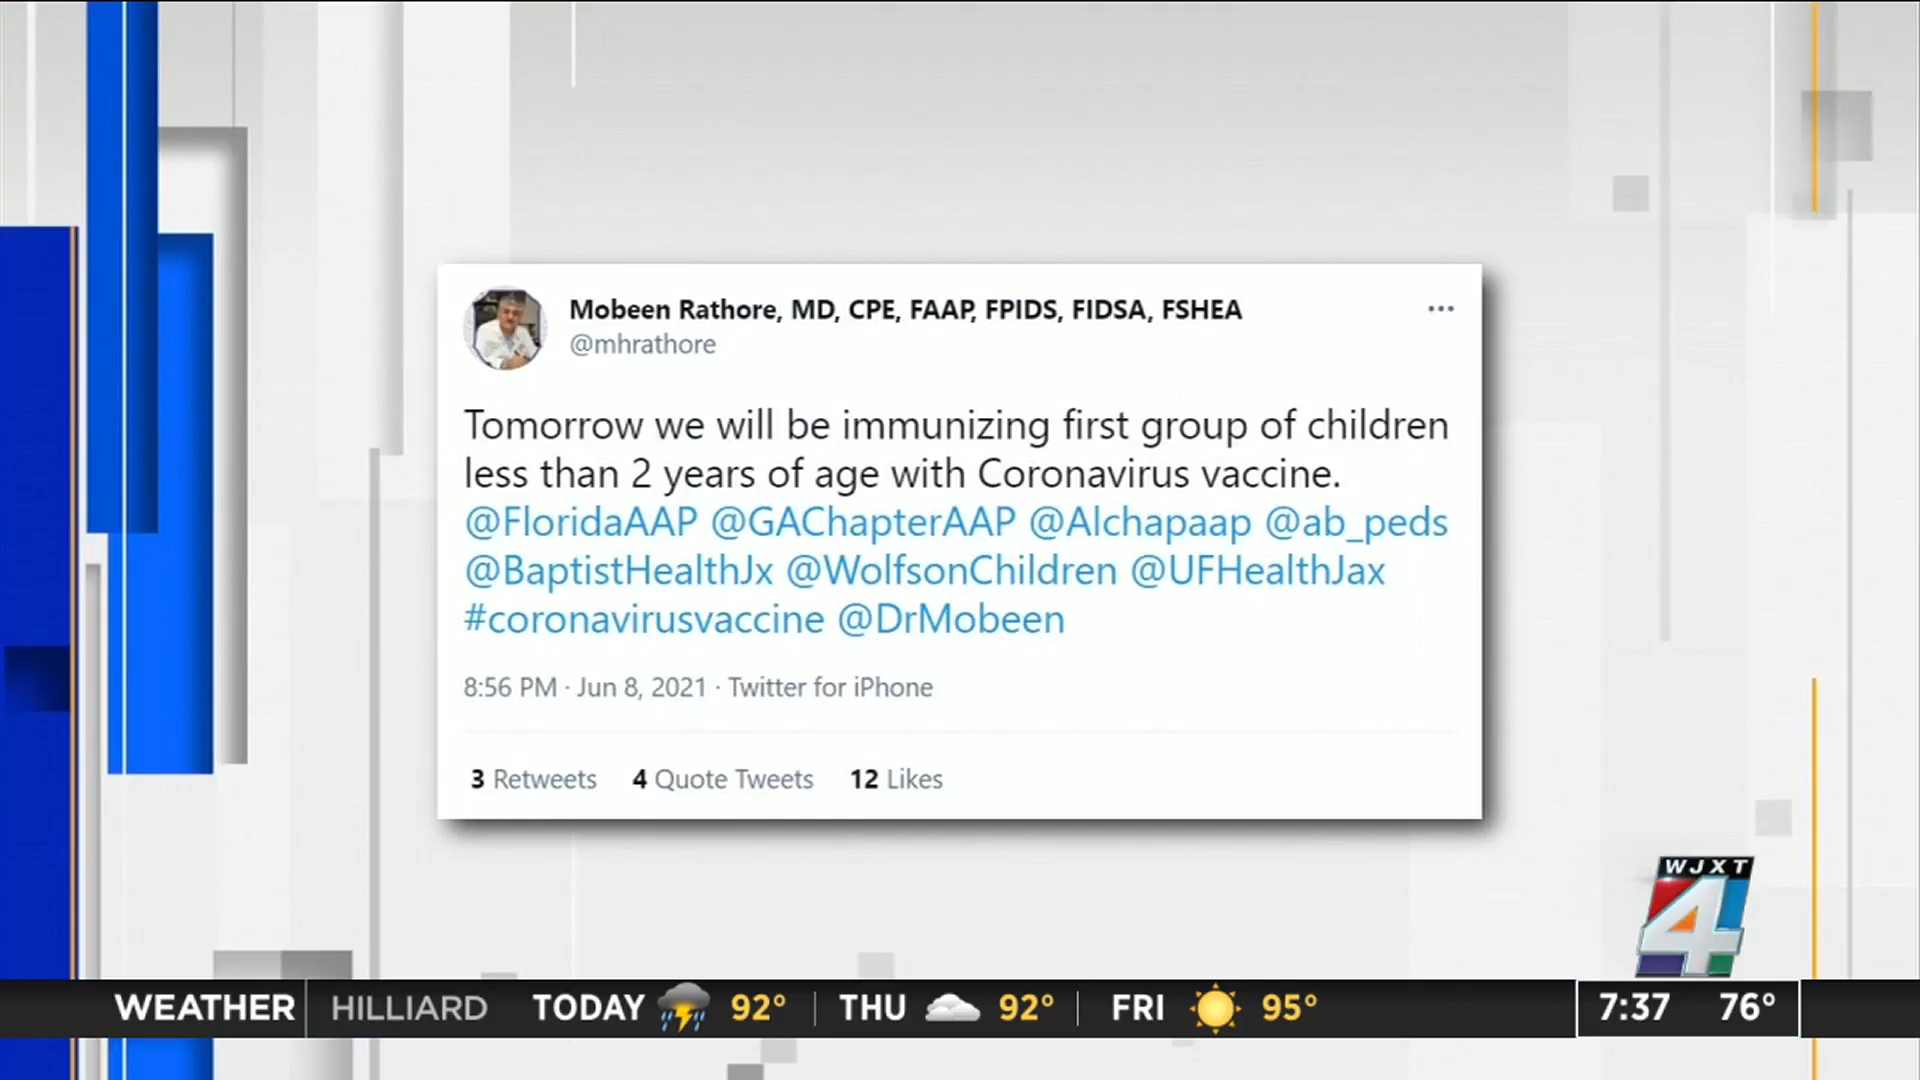 Mobeen Rathore, MD, CPE, FAAP, FPIDS, FIDSA, FSHEA
@mhrathore
Tomorrow we will be immunizing first group of children
less than 2 years of age with Coronavirus vaccine.
@FloridaAAP @GAChapterAAP @Alchapaap @ab_peds
@BaptistHealthJx @WolfsonChildren @UFHealthJax
#coronavirusvaccine @DrMobeen
8:56 PM · Jun 8, 2021 · Twitter for iPhone
3 Retweets 4 Quote Tweets 12 Likes
WJXT
4
WEATHER HILLIARD TODAY 92° THU 92° FRI 95° 7:37 76°